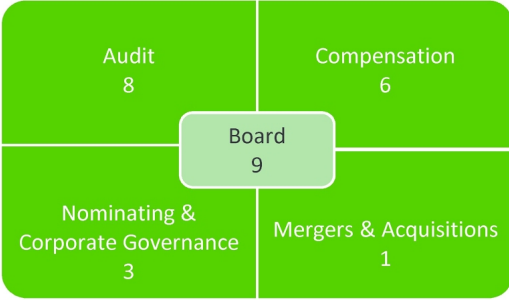 Audit
8
Compensation
6
Board
9
Nominating &
Corporate Governance
3
Mergers & Acquisitions
1